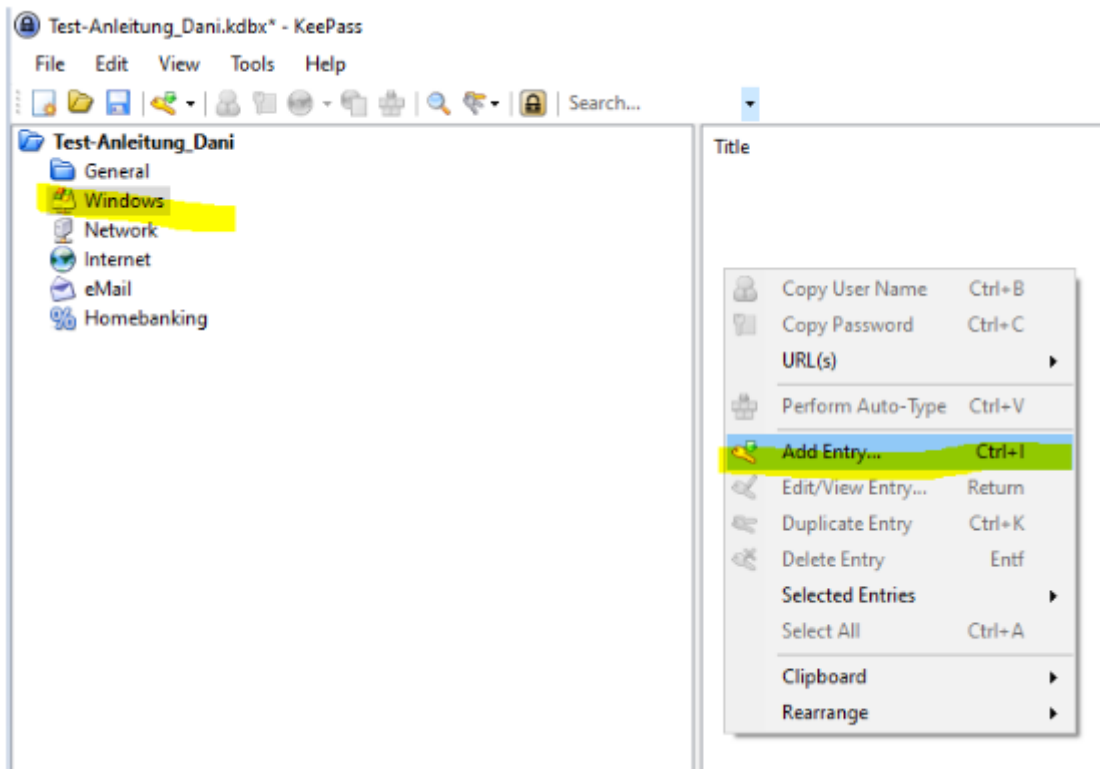 Test-Anleitung_Dani.kdbx* - KeePass
File Edit View Tools Help
Search...
Test-Anleitung_Dani
General
Windows
Network
Internet
eMail
Homebanking
Title
Copy User Name Ctrl+B
Copy Password Ctrl+C
URL(s)
Perform Auto-Type Ctrl+V
Add Entry... Ctrl+I
Edit/View Entry... Return
Duplicate Entry Ctrl+K
Delete Entry Entf
Selected Entries
Select All Ctrl+A
Clipboard
Rearrange